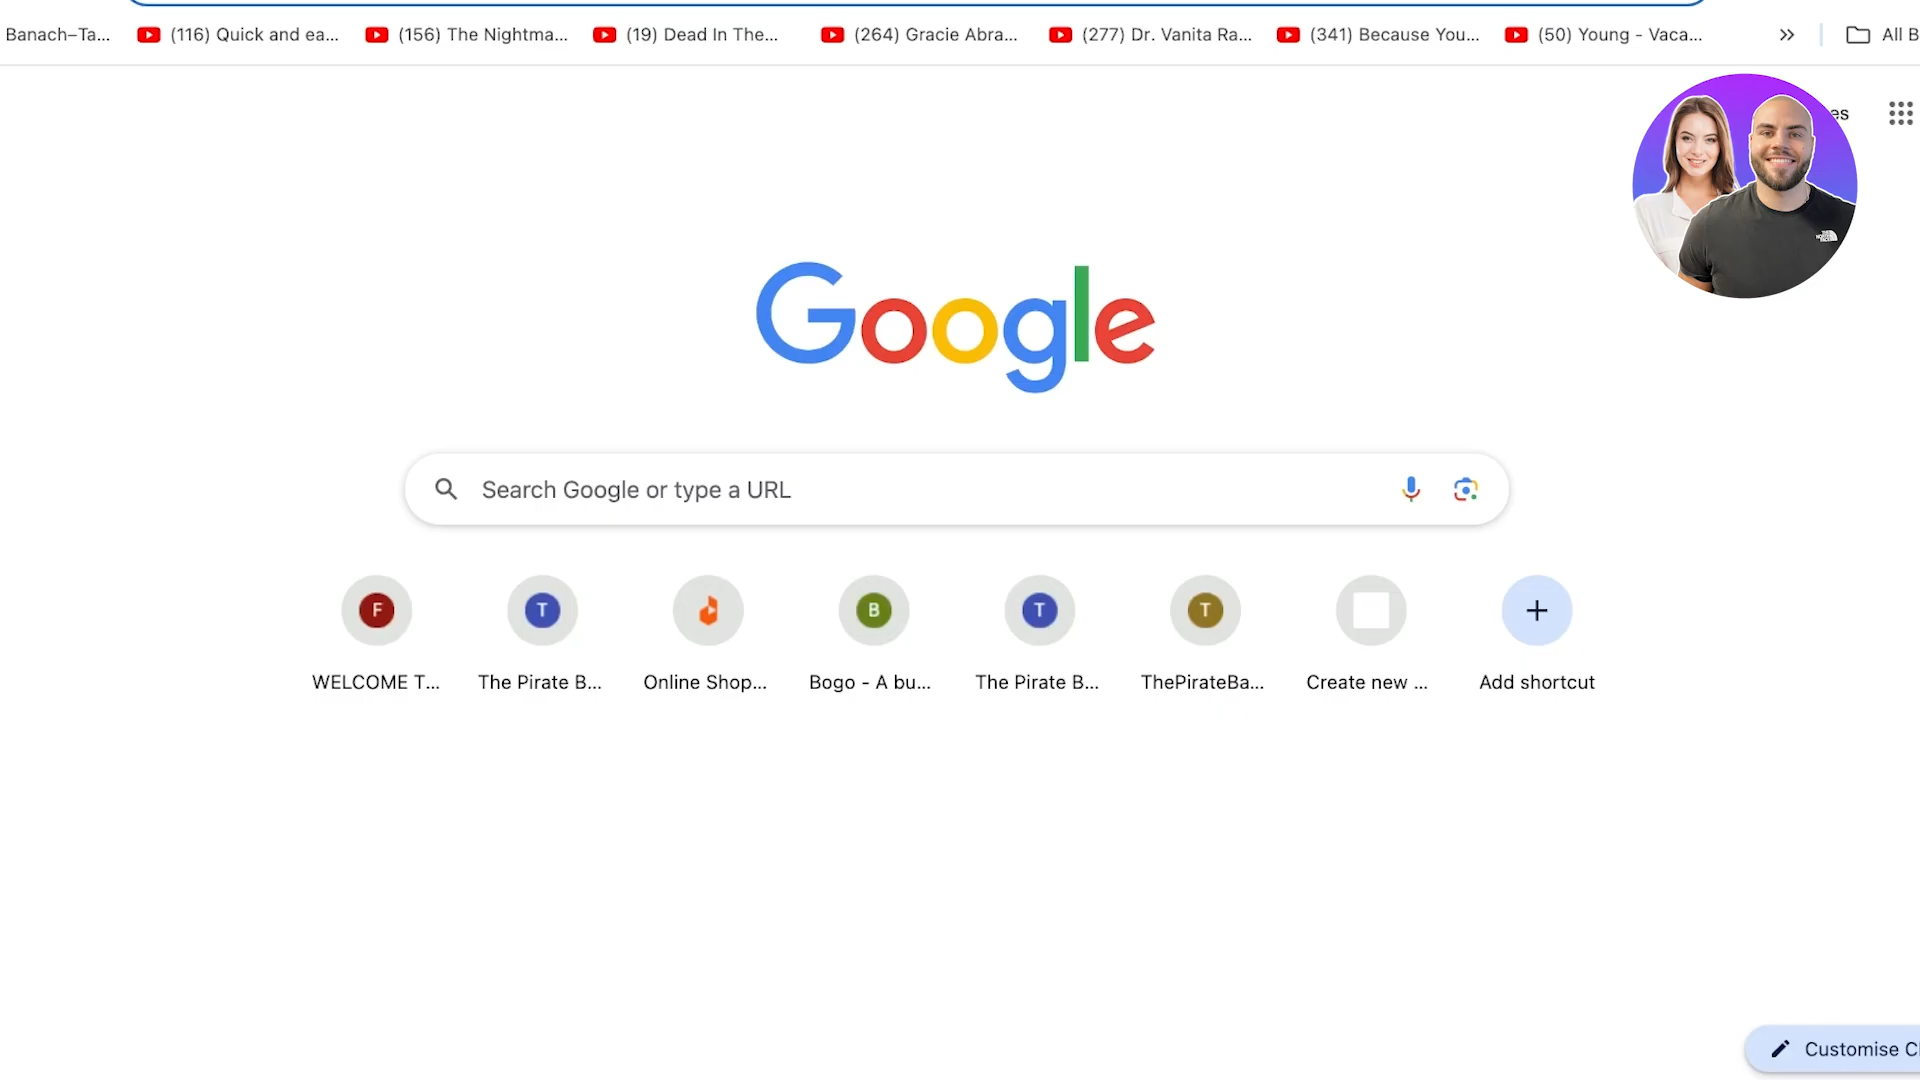 Banach–Ta... (116) Quick and ea... (156) The Nightma... (19) Dead In The... (264) Gracie Abra... (277) Dr. Vanita Ra... (341) Because You... (50) Young - Vaca... All B
es
Google
Search Google or type a URL
F T B T T
WELCOME T... The Pirate B... Online Shop... Bogo - A bu... The Pirate B... ThePirateBa... Create new ... Add shortcut
Customise C